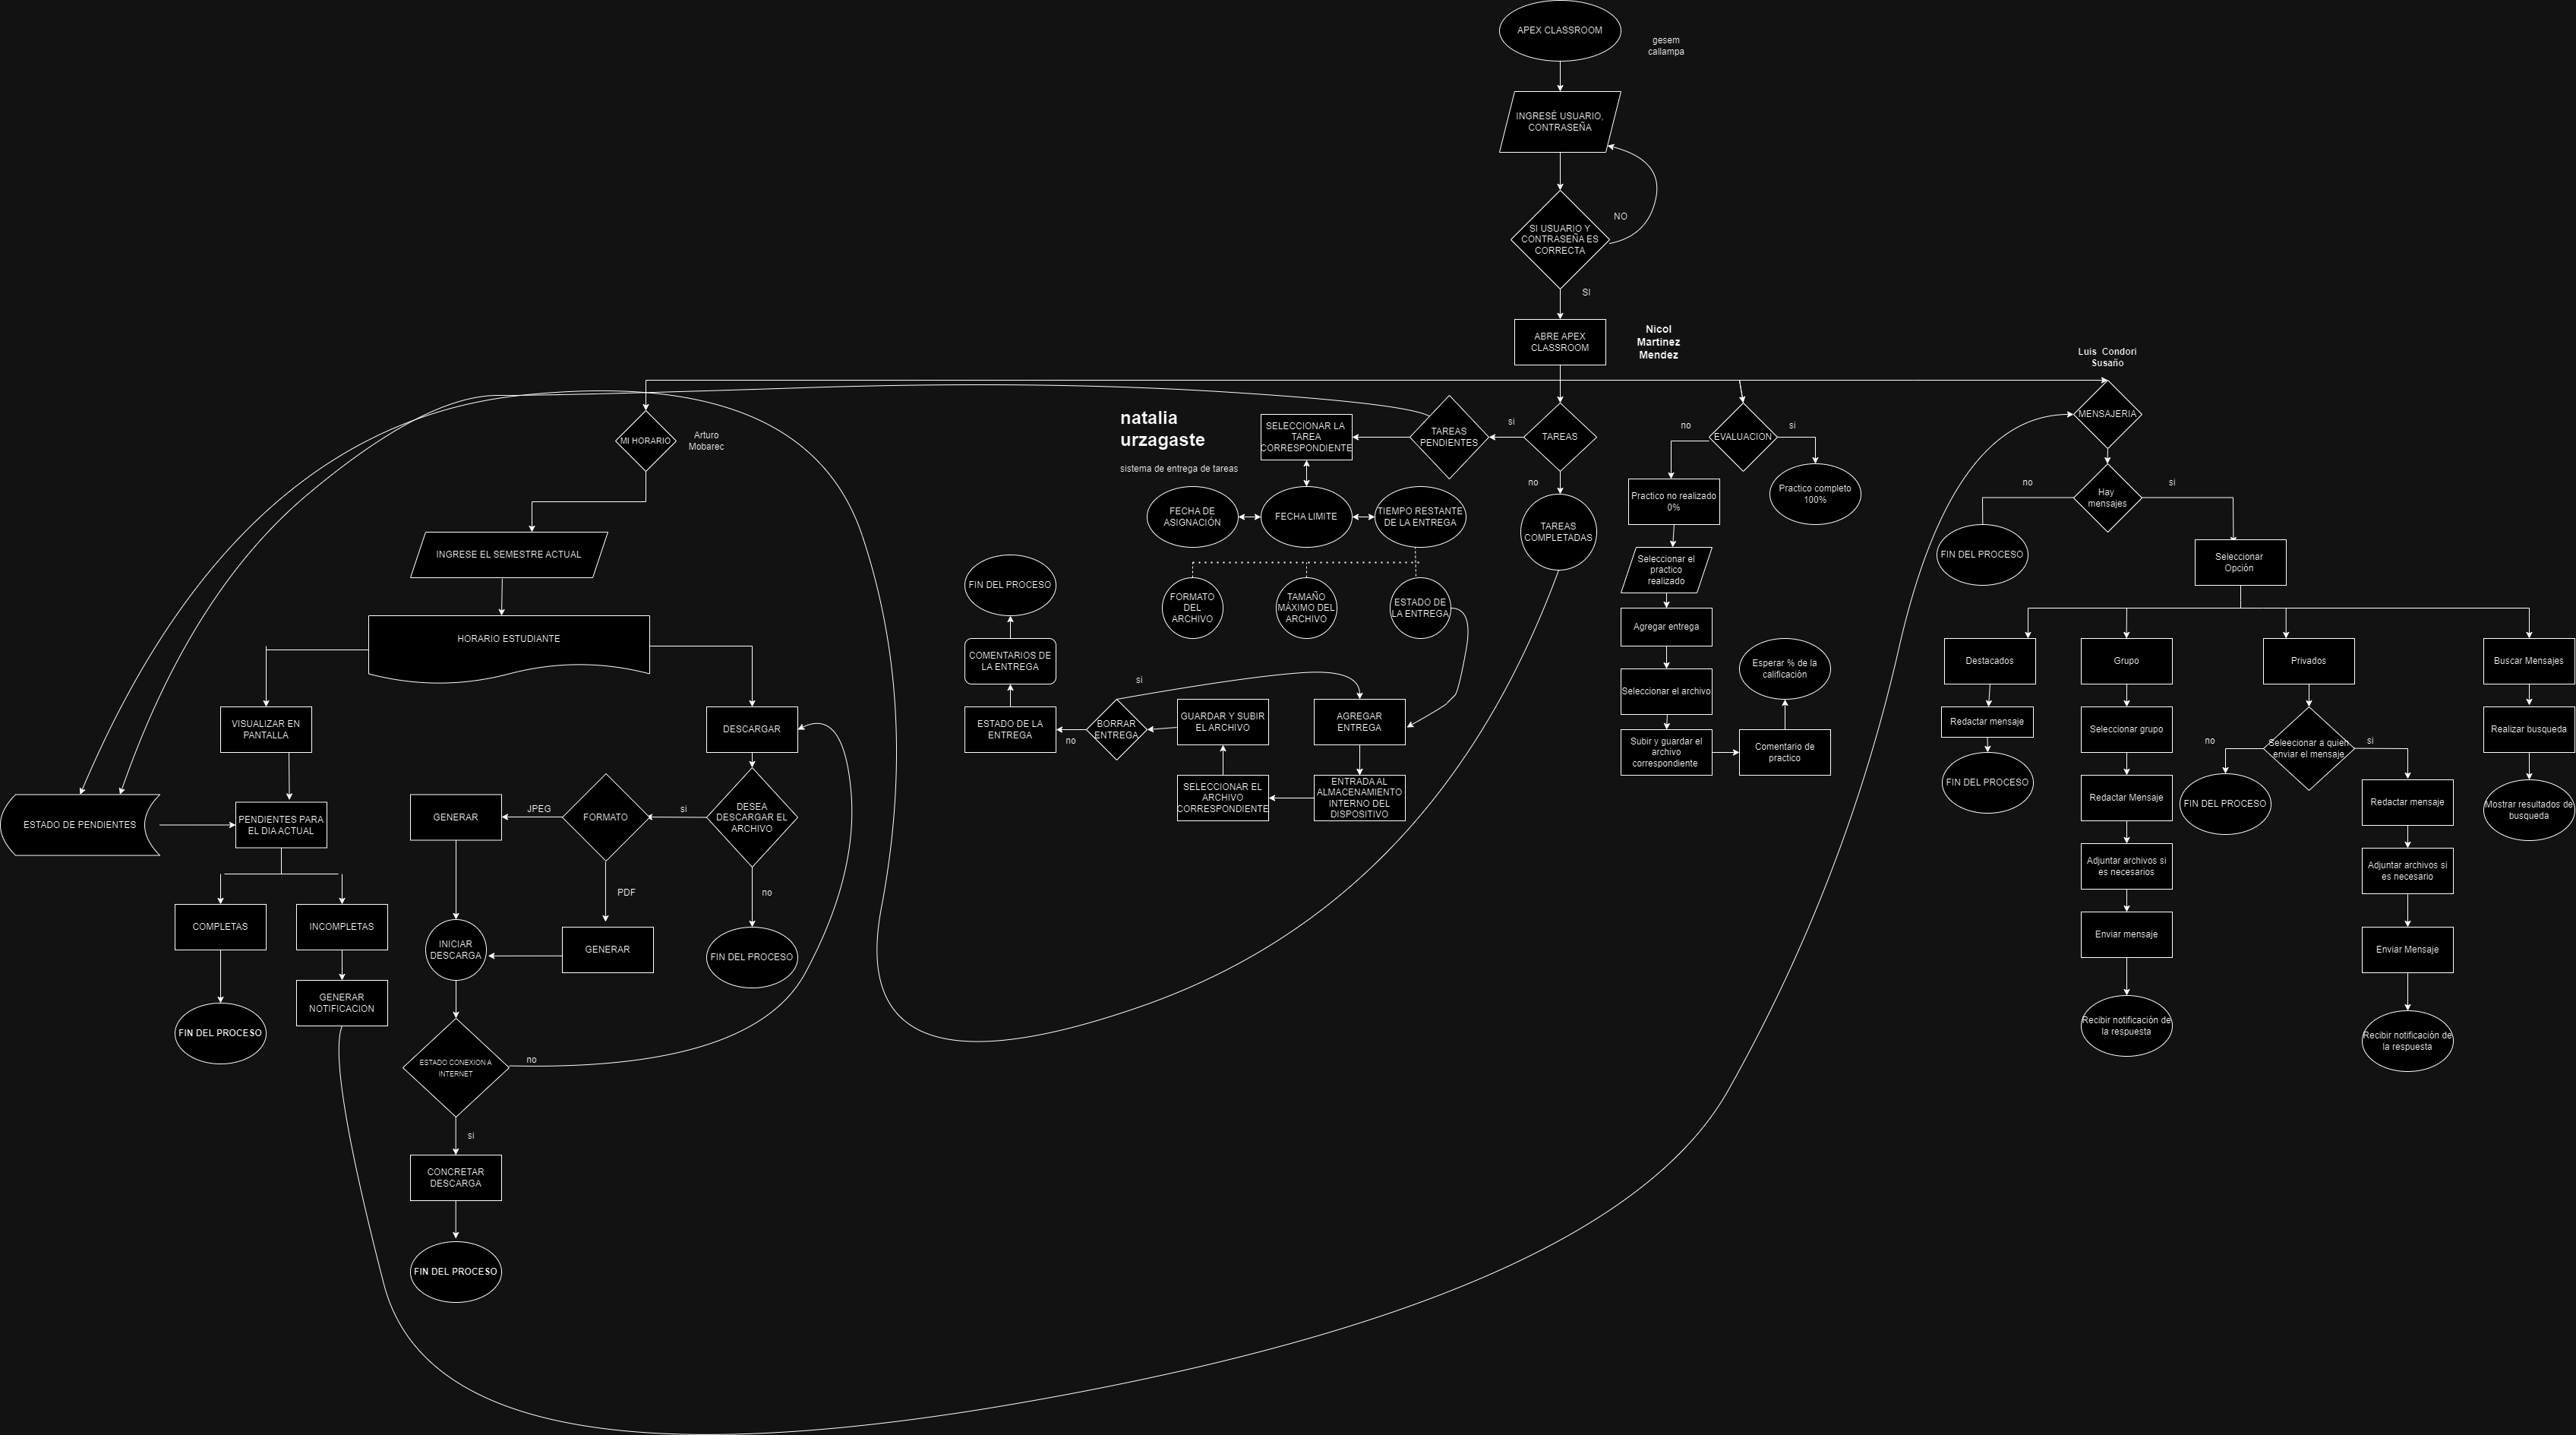 APEX CLASSROOM
gesem
callampa
INGRESÉ USUARIO,
CONTRASEÑA
NO
SI USUARIO Y
CONTRASEÑA ES
CORRECTA
SI
ABRE APEX
CLASSROOM
Nicol
Martinez
Mendez
Luis Condori
Susaño
MI HORARIO
Arturo
Mobarec
INGRESE EL SEMESTRE ACTUAL
HORARIO ESTUDIANTE
VISUALIZAR EN
PANTALLA
DESCARGAR
ESTADO DE PENDIENTES
PENDIENTES PARA
EL DIA ACTUAL
COMPLETAS
INCOMPLETAS
FIN DEL PROCESO
GENERAR
NOTIFICACION
DESEA
DESCARGAR EL
ARCHIVO
si
no
FIN DEL PROCESO
FORMATO
JPEG
PDF
GENERAR
GENERAR
INICIAR
DESCARGA
ESTADO CONEXION A
INTERNET
no
si
CONCRETAR
DESCARGA
FIN DEL PROCESO
natalia
urzagaste
sistema de entrega de tareas
TAREAS
si
no
TAREAS
PENDIENTES
TAREAS
COMPLETADAS
SELECCIONAR LA
TAREA
CORRESPONDIENTE
FECHA DE
ASIGNACIÓN
FECHA LIMITE
TIEMPO RESTANTE
DE LA ENTREGA
FORMATO
DEL
ARCHIVO
TAMAÑO
MÁXIMO DEL
ARCHIVO
ESTADO DE
LA ENTREGA
AGREGAR
ENTREGA
ENTRADA AL
ALMACENAMIENTO
INTERNO DEL
DISPOSITIVO
SELECCIONAR EL
ARCHIVO
CORRESPONDIENTE
GUARDAR Y SUBIR
EL ARCHIVO
BORRAR
ENTREGA
si
no
ESTADO DE LA
ENTREGA
COMENTARIOS DE
LA ENTREGA
FIN DEL PROCESO
EVALUACION
no
si
Practico no realizado
0%
Practico completo
100%
Seleccionar el
practico
realizado
Agregar entrega
Seleccionar el archivo
Subir y guardar el
archivo
correspondiente
Comentario de
practico
Esperar % de la
calificación
MENSAJERIA
Hay
mensajes
no
si
FIN DEL PROCESO
Seleccionar
Opción
Destacados
Redactar mensaje
FIN DEL PROCESO
Grupo
Seleccionar grupo
Redactar Mensaje
Adjuntar archivos si
es necesarios
Enviar mensaje
Recibir notificación de
la respuesta
Privados
Seleecionar a quien
enviar el mensaje
no
si
FIN DEL PROCESO
Redactar mensaje
Adjuntar archivos si
es necesario
Enviar Mensaje
Recibir notificación de
la respuesta
Buscar Mensajes
Realizar busqueda
Mostrar resultados de
busqueda